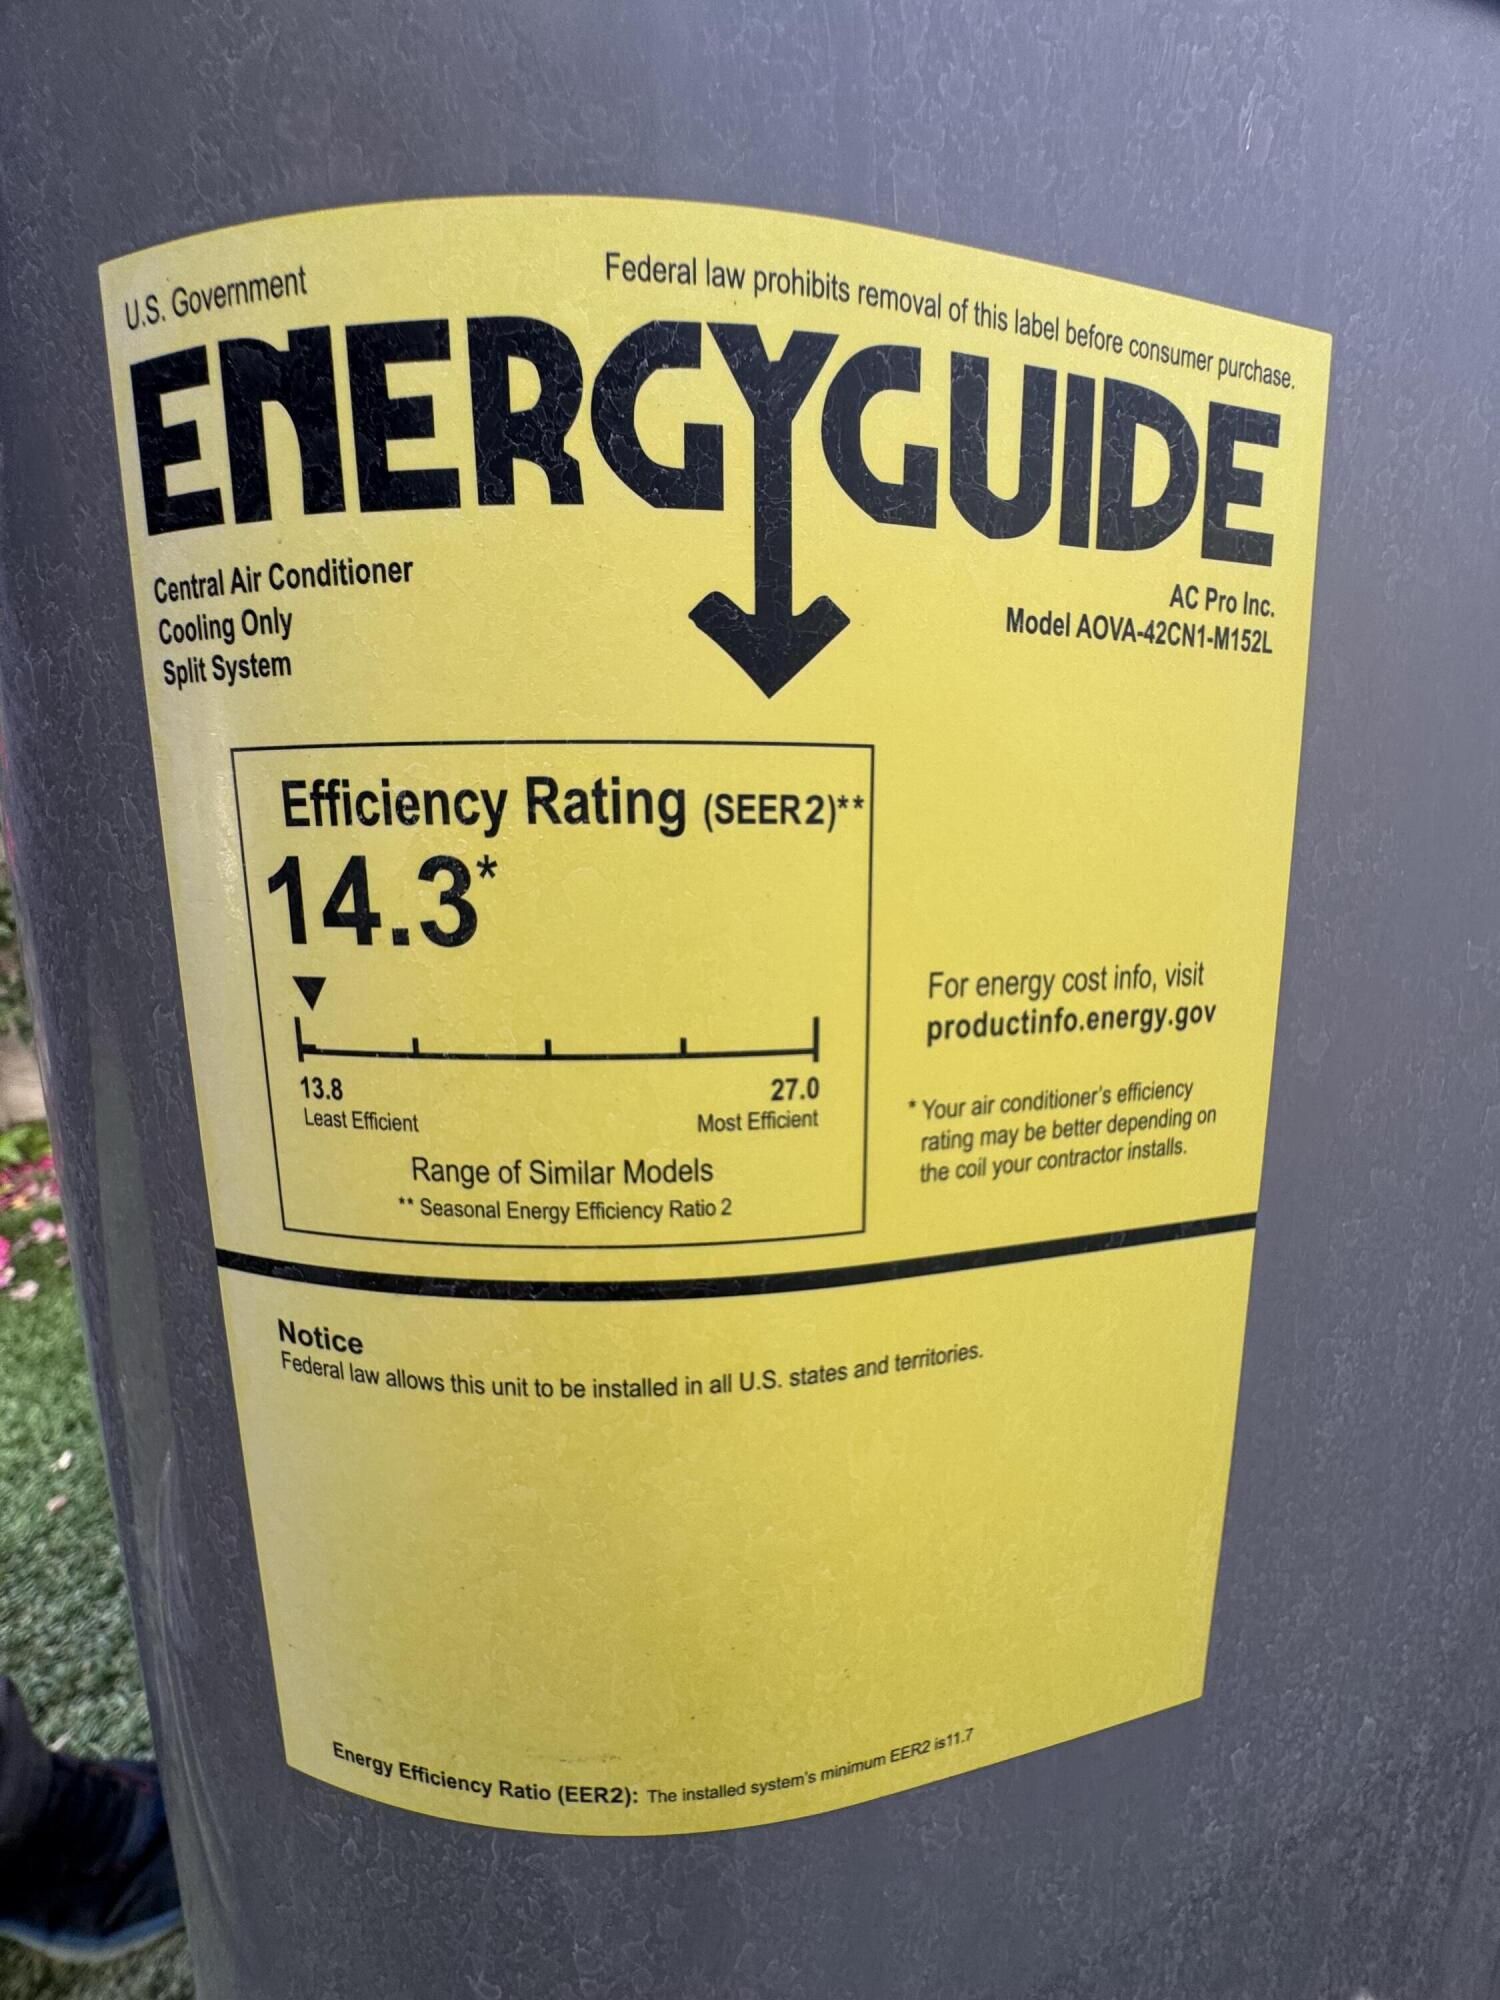 U.S. Government
Federal law prohibits removal of this label before consumer purchase.
ENERGYGUIDE
Central Air Conditioner
Cooling Only
Split System
AC Pro Inc.
Model AOVA-42CN1-M152L
Efficiency Rating (SEER2)**
14.3*
13.8
27.0
Least Efficient
Most Efficient
Range of Similar Models
** Seasonal Energy Efficiency Ratio 2
For energy cost info, visit
productinfo.energy.gov
* Your air conditioner's efficiency
rating may be better depending on
the coil your contractor installs.
Notice
Federal law allows this unit to be installed in all U.S. states and territories.
Energy Efficiency Ratio (EER2): The installed system's minimum EER2 is11.7